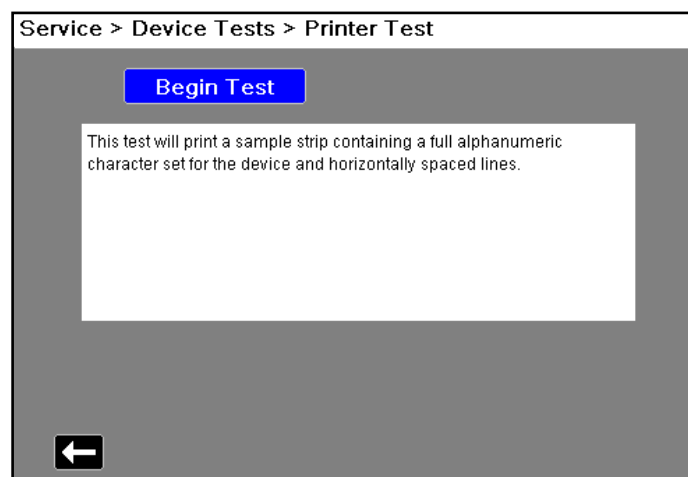 Service > Device Tests > Printer Test
Begin Test
This test will print a sample strip containing a full alphanumeric
character set for the device and horizontally spaced lines.